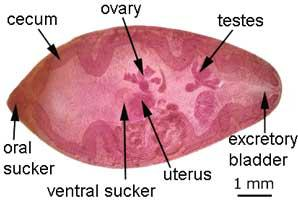 ovary
cecum
testes
oral
sucker
ventral sucker
uterus
excretory
bladder
1 mm